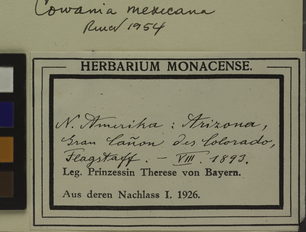 Cowania mexicana
1954
HERBARIUM MONACENSE.
N. Amerika : Arizona,
Gran Cañon des Colorado,
Flagstaff. – VIII. 1893.
Leg. Prinzessin Therese von Bayern.
Aus deren Nachlass I. 1926.